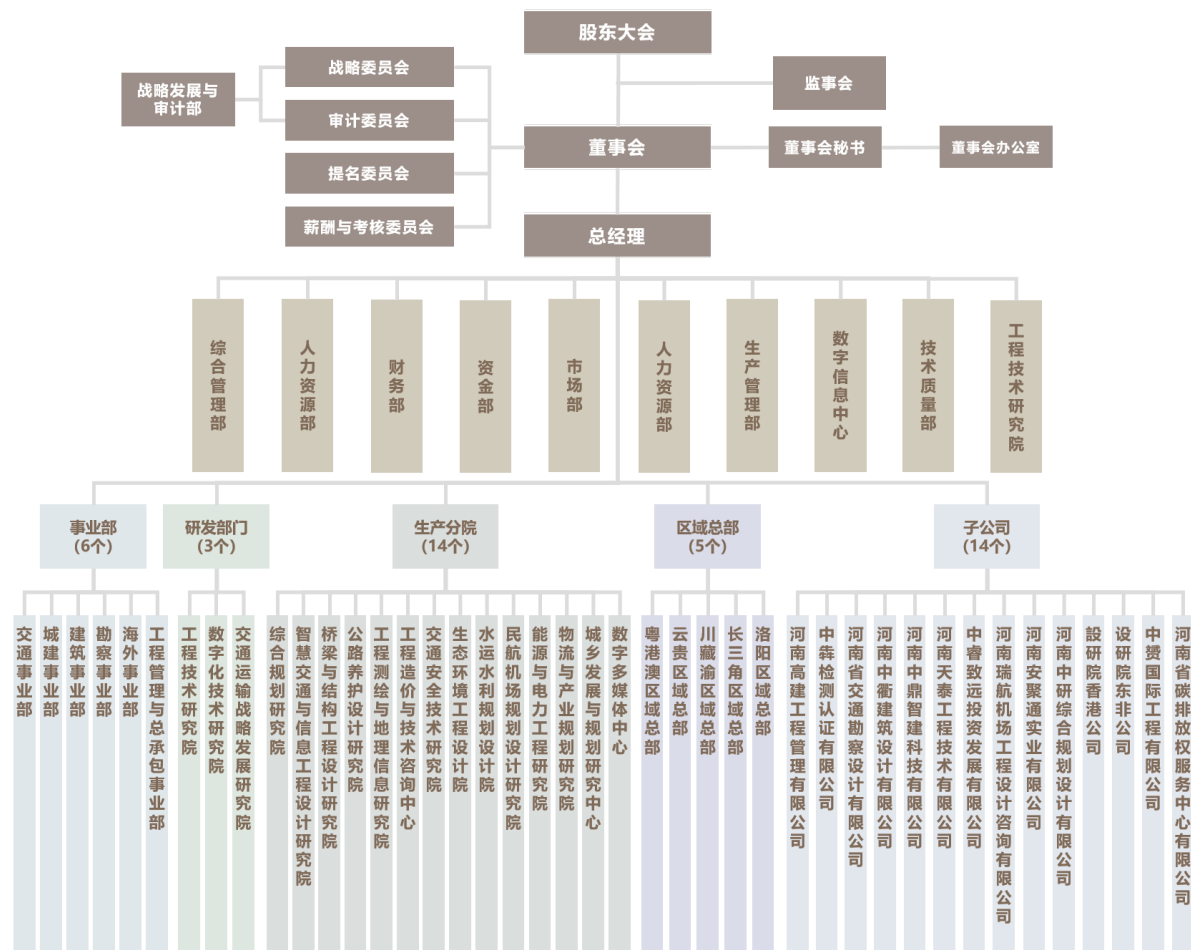 股东大会
战略委员会
监事会
战略发展与
审计部
审计委员会
董事会
董事会秘书
董事会办公室
提名委员会
薪酬与考核委员会
总经理
综合管理部
人力资源部
财务部
资金部
市场部
人力资源部
生产管理部
数字信息中心
技术质量部
工程技术研究院
事业部
（6个）
研发部门
（3个）
生产分院
（14个）
区域总部
（5个）
子公司
（14个）
交通事业部
城建事业部
建筑事业部
勘察事业部
海外事业部
工程管理与总承包事业部
工程技术研究院
数字化技术研究院
交通运输战略发展研究院
综合规划研究院
智慧交通与信息工程设计研究院
桥梁与结构工程设计研究院
公路养护设计研究院
工程测绘与地理信息研究院
工程造价与技术咨询中心
交通安全技术研究院
生态环境工程设计院
水运水利规划设计院
民航机场规划设计研究院
能源与电力工程研究院
物流与产业规划研究院
城乡发展与规划研究中心
数字多媒体中心
粤港澳区域总部
云贵区域总部
川藏渝区域总部
长三角区域总部
洛阳区域总部
河南高建工程管理有限公司
中犇检测认证有限公司
河南省交通勘察设计有限公司
河南中衢建筑设计有限公司
河南中鼎智建科技有限公司
河南天泰工程技术有限公司
中睿致远投资发展有限公司
河南瑞航机场工程设计咨询有限公司
河南安聚通实业有限公司
河南中研综合规划设计有限公司
設研院香港公司
设研院东非公司
中赟国际工程有限公司
河南省碳排放权服务中心有限公司